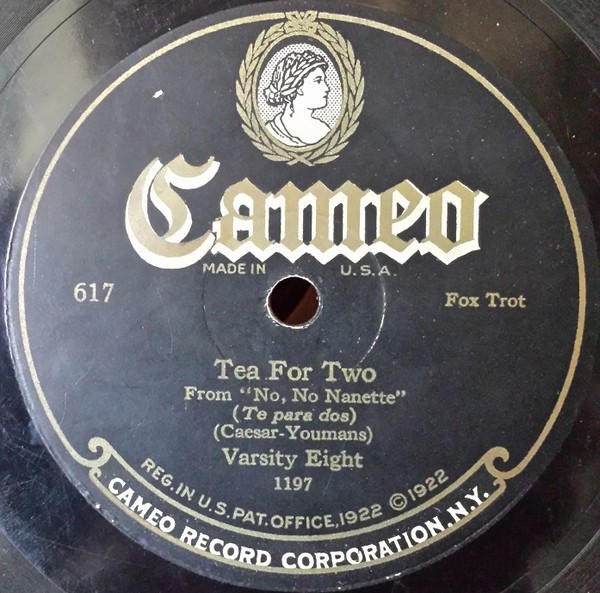 Cameo
MADE IN U.S.A.
617
Fox Trot
Tea For Two
From "No, No Nanette"
(Te para dos)
(Caesar-Youmans)
Varsity Eight
1197
REG. IN U.S. PAT. OFFICE, 1922 © 1922
CAMEO RECORD CORPORATION, N.Y.